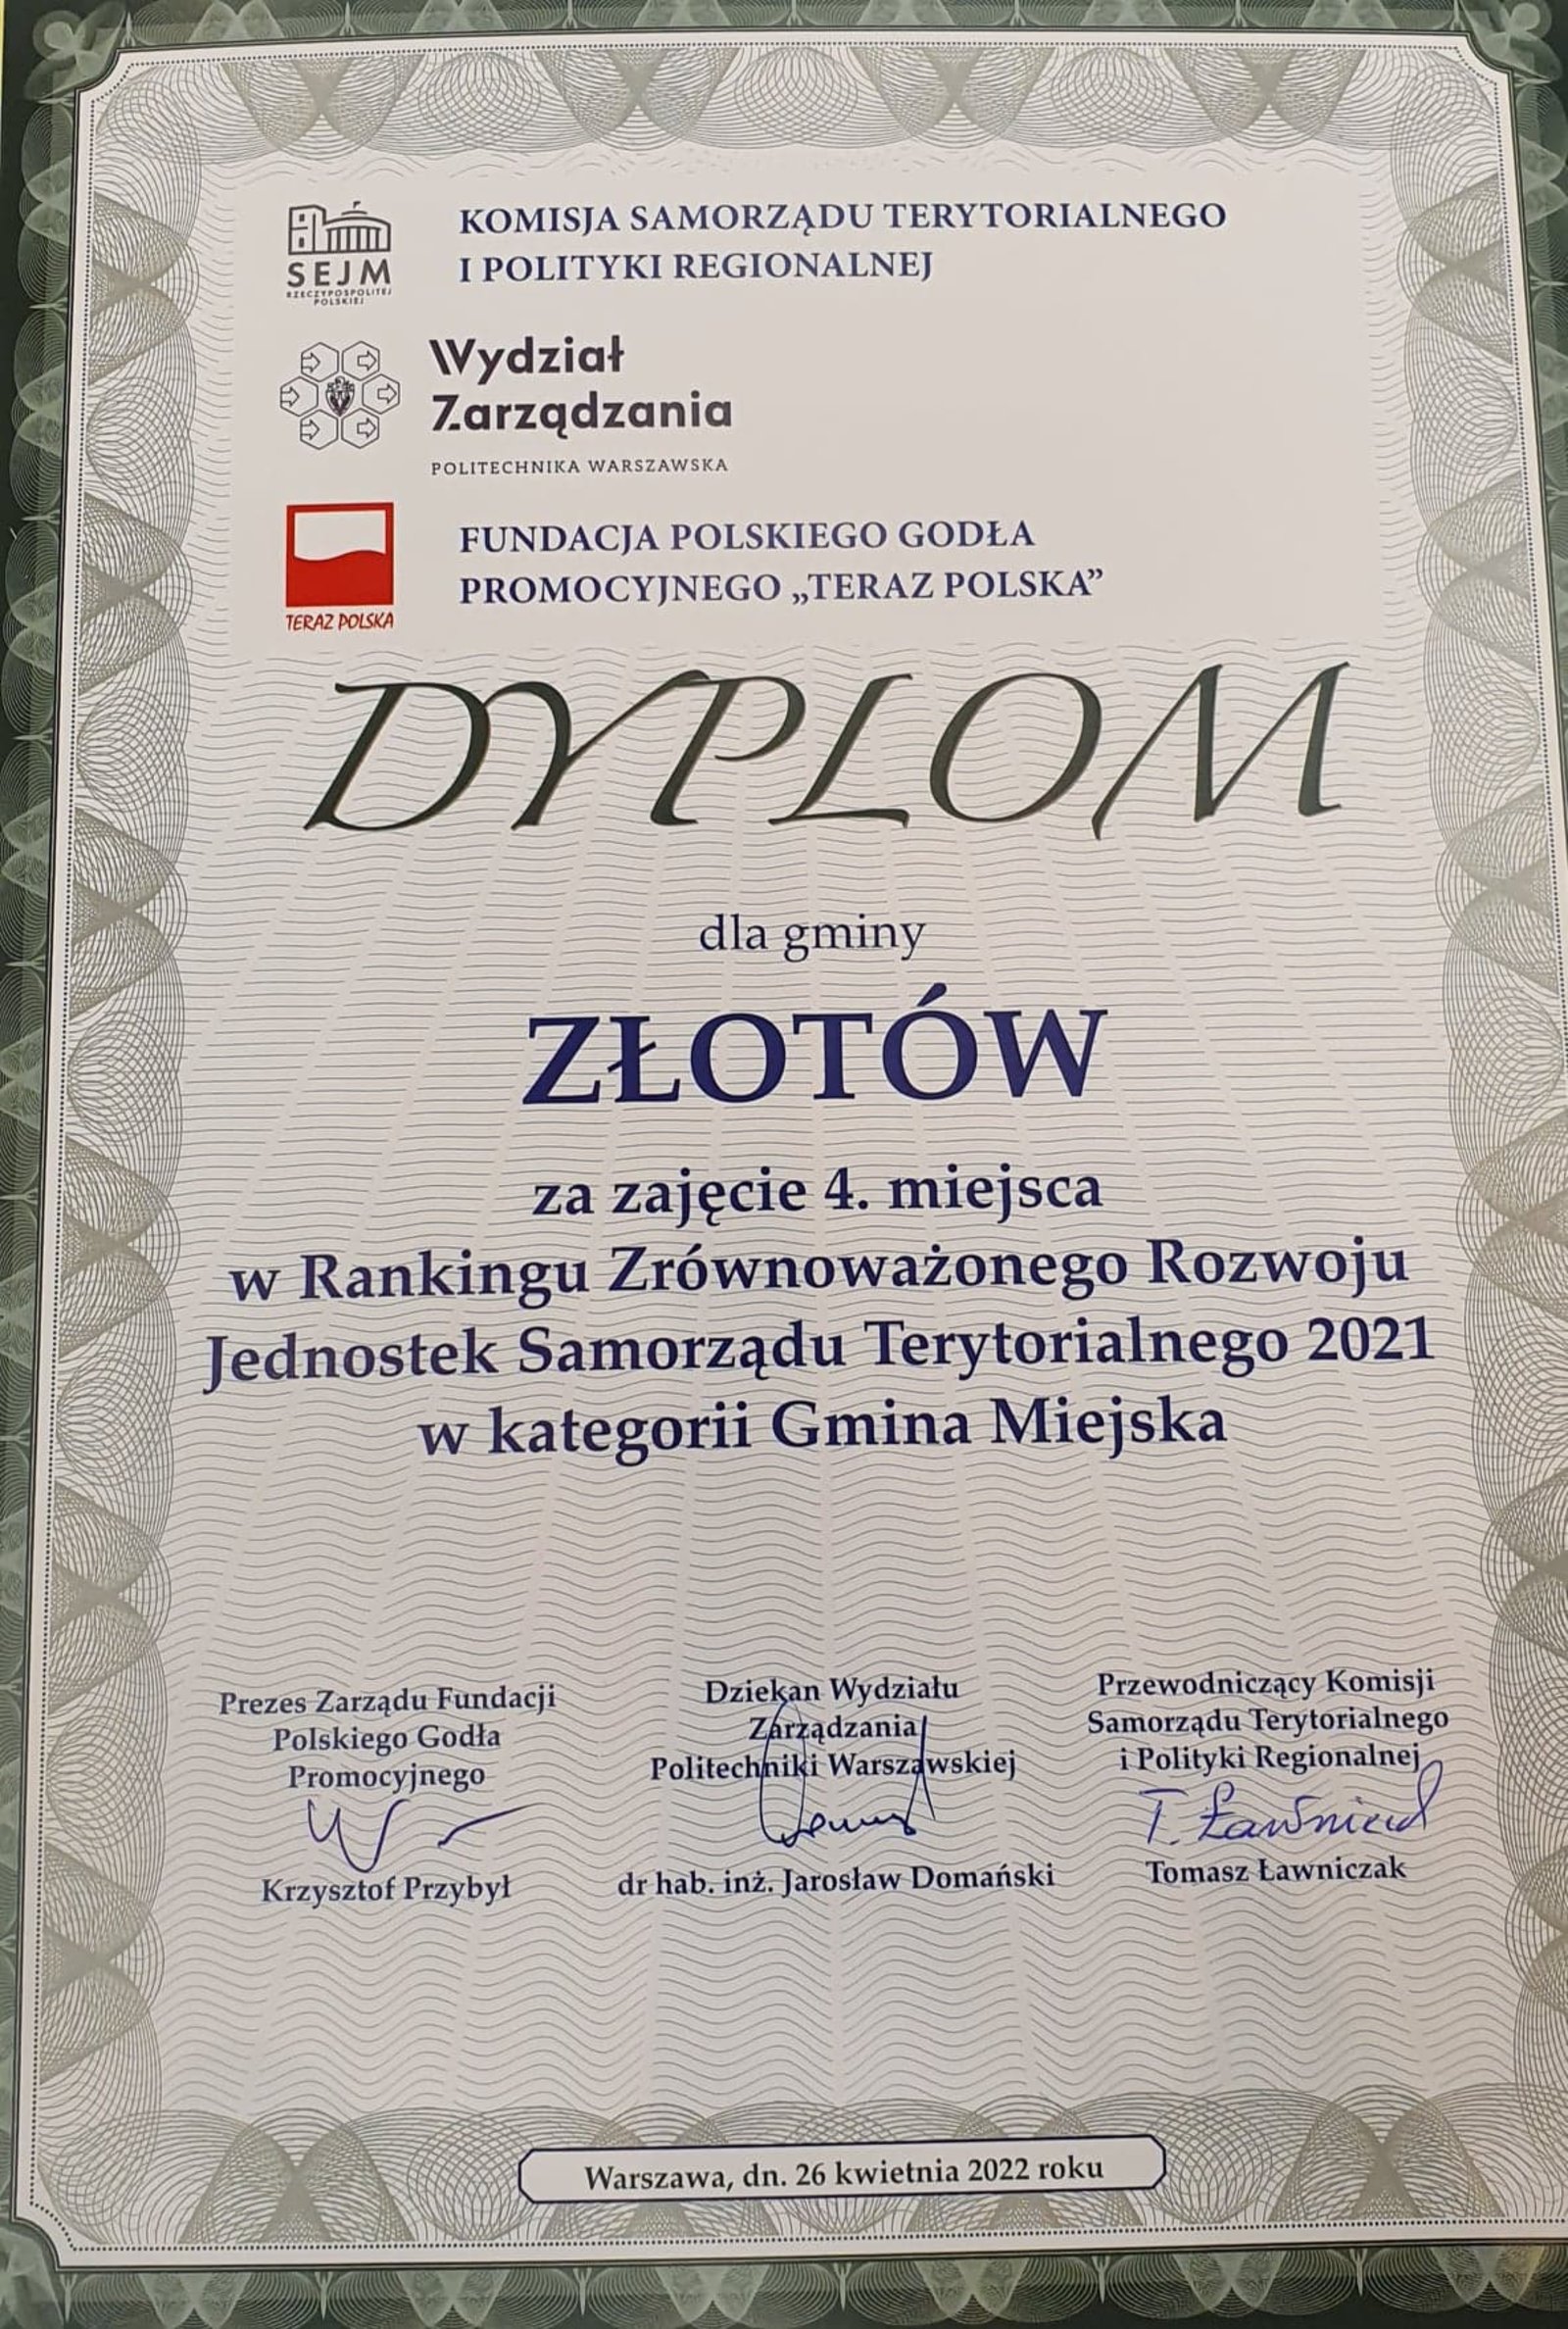 SEJM
RZECZYPOSPOLITEJ
POLSKIEJ
KOMISJA SAMORZĄDU TERYTORIALNEGO
I POLITYKI REGIONALNEJ
Wydział
Zarządzania
POLITECHNIKA WARSZAWSKA
TERAZ POLSKA
FUNDACJA POLSKIEGO GODŁA
PROMOCYJNEGO „TERAZ POLSKA”
DYPLOM
dla gminy
ZŁOTÓW
za zajęcie 4. miejsca
w Rankingu Zrównoważonego Rozwoju
Jednostek Samorządu Terytorialnego 2021
w kategorii Gmina Miejska
Prezes Zarządu Fundacji
Polskiego Godła
Promocyjnego
Krzysztof Przybył
Dziekan Wydziału
Zarządzania
Politechniki Warszawskiej
dr hab. inż. Jarosław Domański
Przewodniczący Komisji
Samorządu Terytorialnego
i Polityki Regionalnej
T. Ławniczak
Tomasz Ławniczak
Warszawa, dn. 26 kwietnia 2022 roku